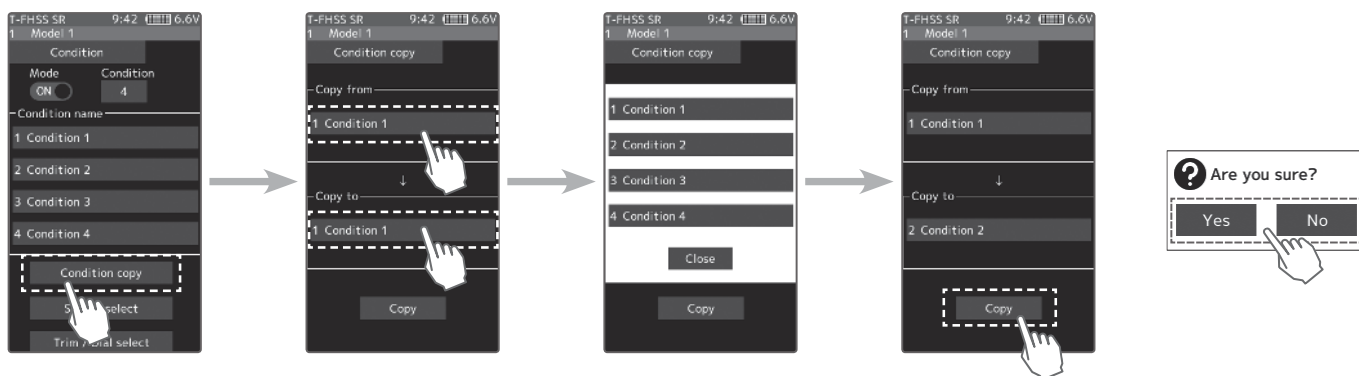 T-FHSS SR 9:42 6.6V
1 Model 1
Condition
Mode Condition
ON 4
Condition name
1 Condition 1
2 Condition 2
3 Condition 3
4 Condition 4
Condition copy
select
Trim / Dial select
T-FHSS SR 9:42 6.6V
1 Model 1
Condition copy
Copy from
1 Condition 1
↓
Copy to
1 Condition 1
Copy
T-FHSS SR 9:42 6.6V
1 Model 1
Condition copy
1 Condition 1
2 Condition 2
3 Condition 3
4 Condition 4
Close
Copy
T-FHSS SR 9:42 6.6V
1 Model 1
Condition copy
Copy from
1 Condition 1
↓
Copy to
2 Condition 2
Copy
? Are you sure?
Yes No